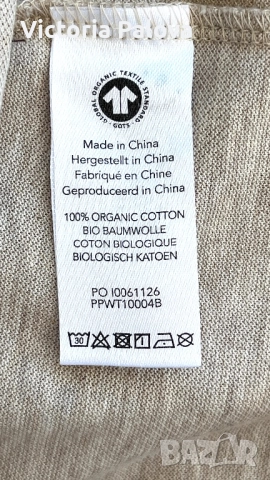 Victoria Paloma
GLOBAL ORGANIC TEXTILE STANDARD
GOTS
Made in China
Hergestellt in China
Fabriqué en Chine
Geproduceerd in China
100% ORGANIC COTTON
BIO BAUMWOLLE
COTON BIOLOGIQUE
BIOLOGISCH KATOEN
PO I0061126
PPWT10004B
30
BAZAR